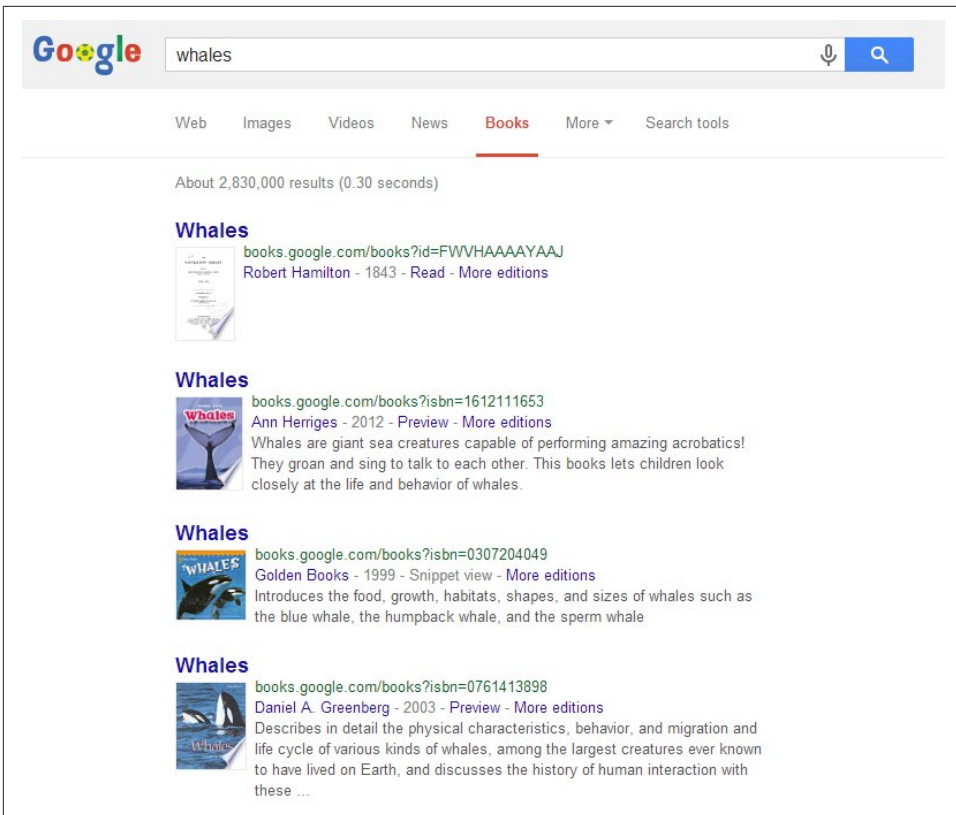 Google
whales
Web Images Videos News Books More Search tools
About 2,830,000 results (0.30 seconds)
Whales
books.google.com/books?id=FWVHAAAAYAAJ
Robert Hamilton - 1843 - Read - More editions
Whales
Whales
books.google.com/books?isbn=1612111653
Ann Herriges - 2012 - Preview - More editions
Whales are giant sea creatures capable of performing amazing acrobatics!
They groan and sing to talk to each other. This books lets children look
closely at the life and behavior of whales.
Whales
WHALES
books.google.com/books?isbn=0307204049
Golden Books - 1999 - Snippet view - More editions
Introduces the food, growth, habitats, shapes, and sizes of whales such as
the blue whale, the humpback whale, and the sperm whale
Whales
Whales
books.google.com/books?isbn=0761413898
Daniel A. Greenberg - 2003 - Preview - More editions
Describes in detail the physical characteristics, behavior, and migration and
life cycle of various kinds of whales, among the largest creatures ever known
to have lived on Earth, and discusses the history of human interaction with
these ...